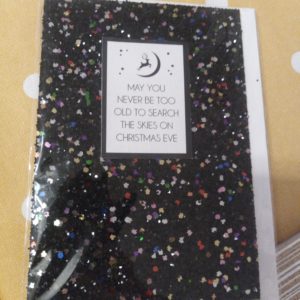 MAY YOU
NEVER BE TOO
OLD TO SEARCH
THE SKIES ON
CHRISTMAS EVE